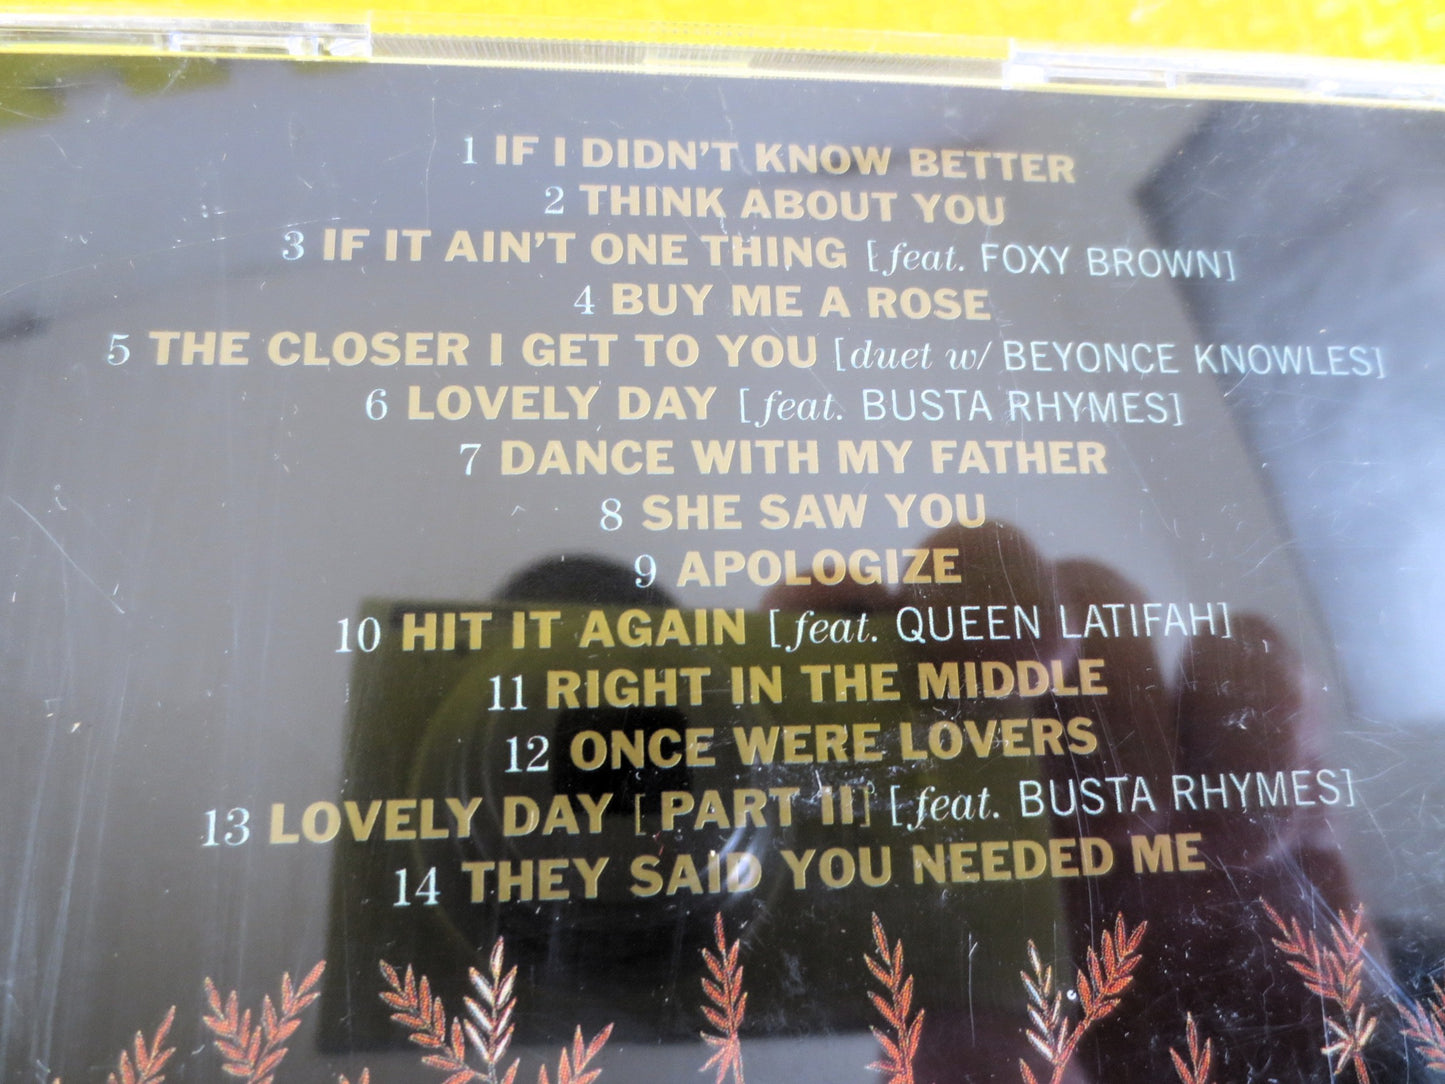 1 IF I DIDN'T KNOW BETTER
2 THINK ABOUT YOU
3 IF IT AIN'T ONE THING [feat. FOXY BROWN]
4 BUY ME A ROSE
5 THE CLOSER I GET TO YOU [duet w/ BEYONCE KNOWLES]
6 LOVELY DAY [feat. BUSTA RHYMES]
7 DANCE WITH MY FATHER
8 SHE SAW YOU
9 APOLOGIZE
10 HIT IT AGAIN [feat. QUEEN LATIFAH]
11 RIGHT IN THE MIDDLE
12 ONCE WERE LOVERS
13 LOVELY DAY [PART II] [feat. BUSTA RHYMES]
14 THEY SAID YOU NEEDED ME